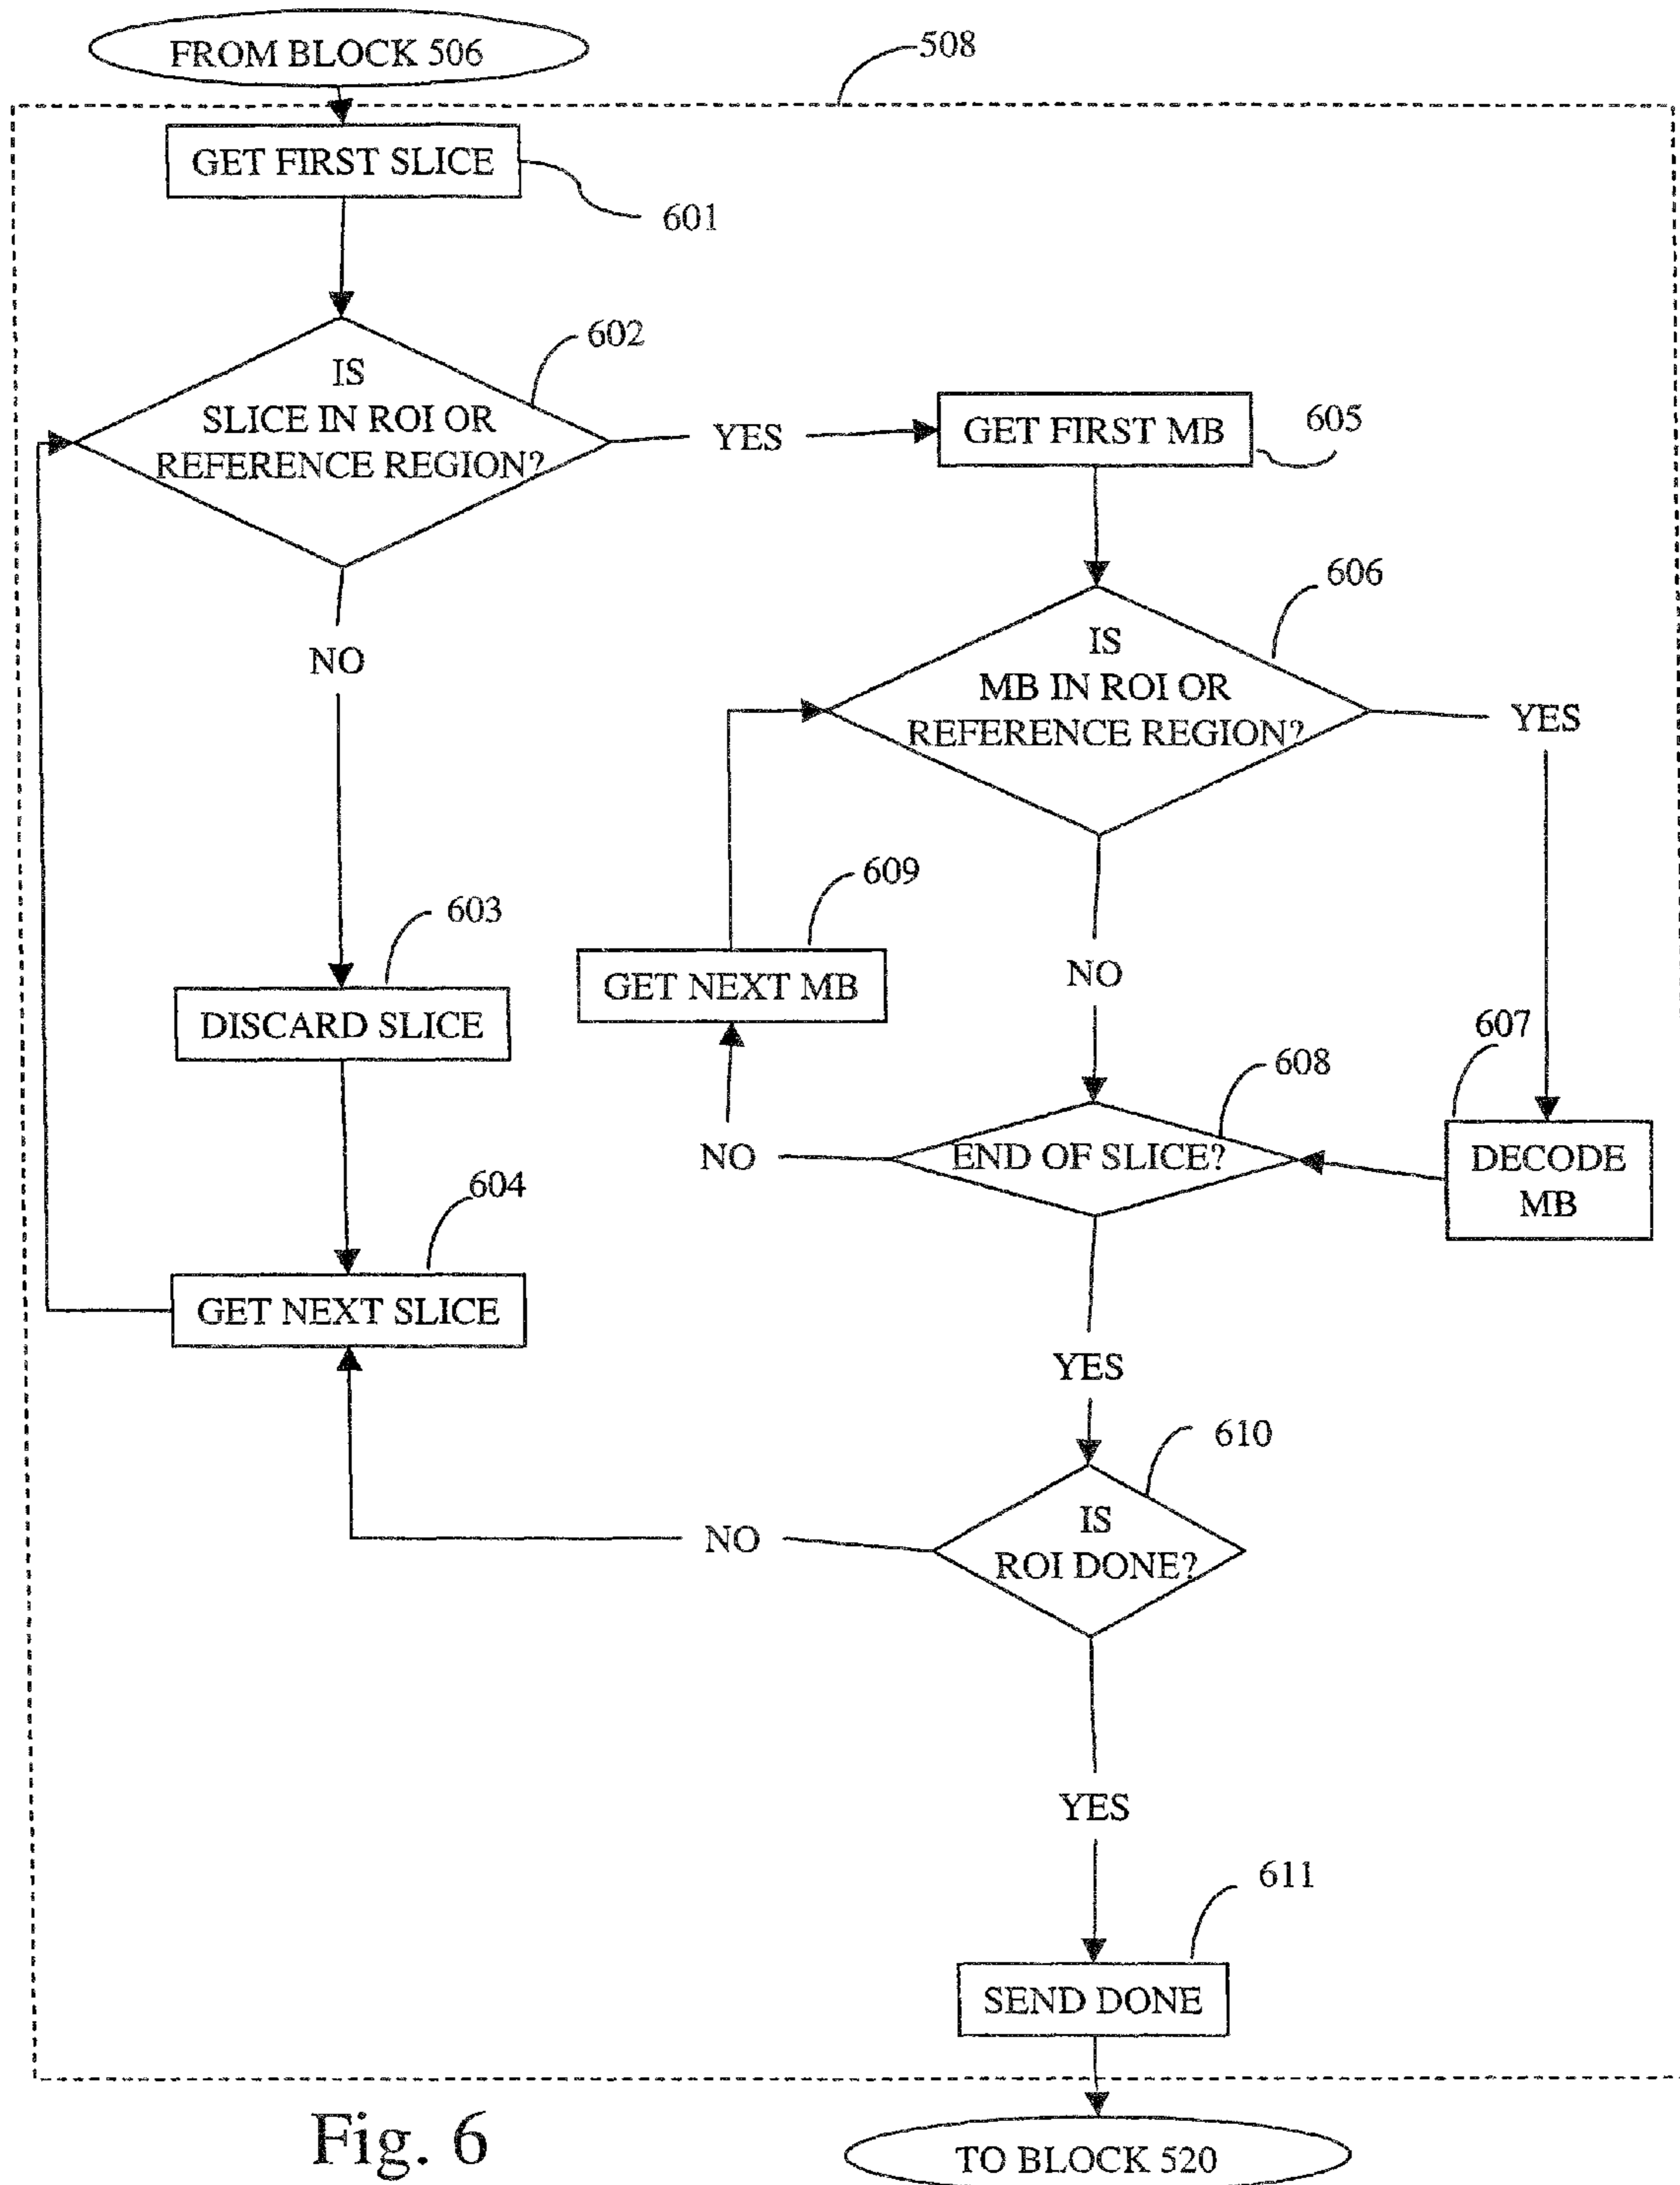 FROM BLOCK 506
508
GET FIRST SLICE
601
IS
SLICE IN ROI OR
REFERENCE REGION?
602
YES
GET FIRST MB
605
NO
IS
MB IN ROI OR
REFERENCE REGION?
606
YES
603
DISCARD SLICE
609
GET NEXT MB
NO
607
DECODE
MB
608
END OF SLICE?
NO
604
GET NEXT SLICE
YES
610
IS
ROI DONE?
NO
YES
611
SEND DONE
TO BLOCK 520
Fig. 6